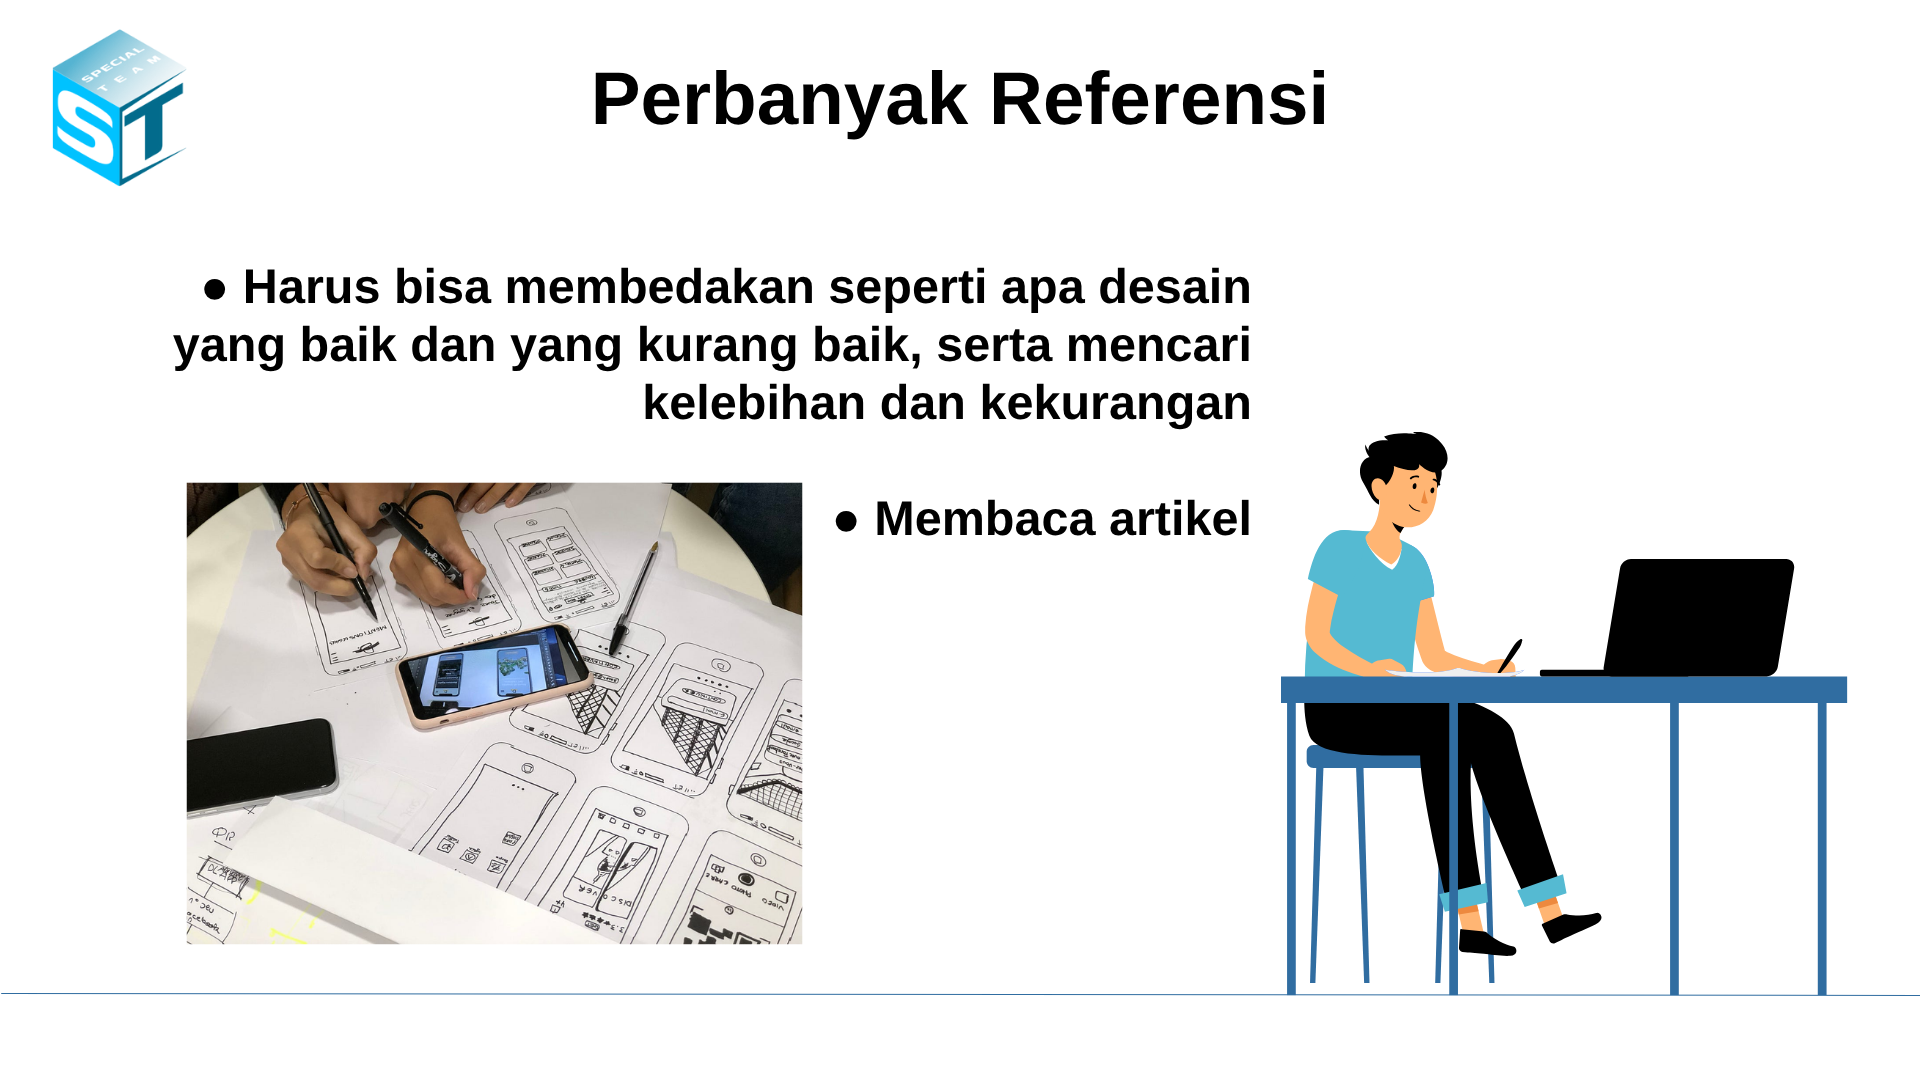 SPECIAL
TEAM
ST
Perbanyak Referensi
● Harus bisa membedakan seperti apa desain
yang baik dan yang kurang baik, serta mencari
kelebihan dan kekurangan
● Membaca artikel